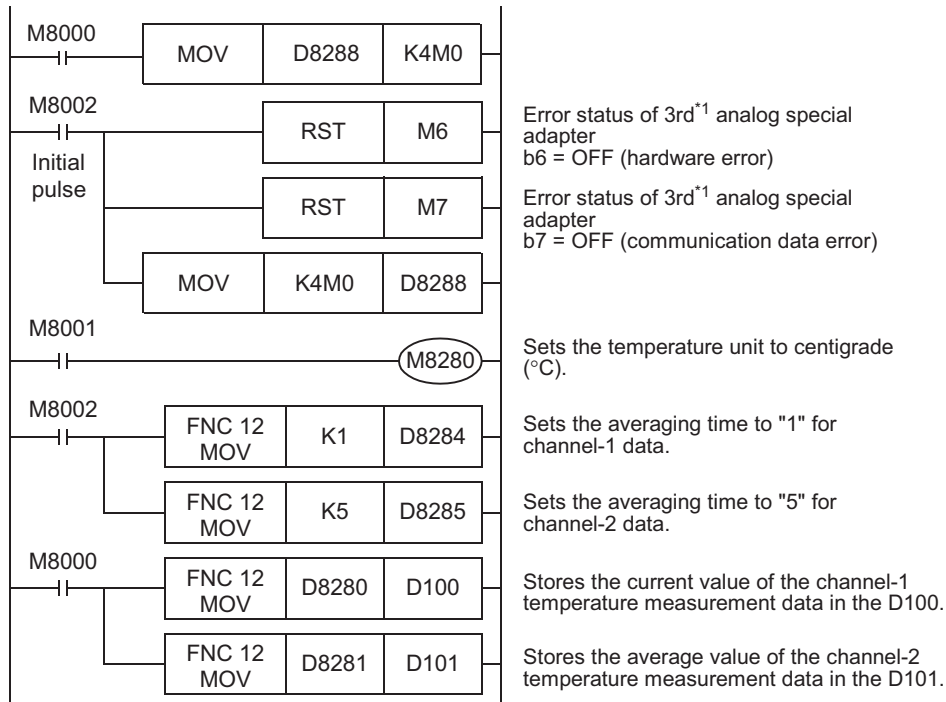 M8000
MOV D8288 K4M0
M8002
RST M6
Error status of 3rd*1 analog special
adapter
b6 = OFF (hardware error)
Initial
pulse
RST M7
Error status of 3rd*1 analog special
adapter
b7 = OFF (communication data error)
MOV K4M0 D8288
M8001
M8280
Sets the temperature unit to centigrade
(°C).
M8002
FNC 12
MOV
K1 D8284
Sets the averaging time to "1" for
channel-1 data.
FNC 12
MOV
K5 D8285
Sets the averaging time to "5" for
channel-2 data.
M8000
FNC 12
MOV
D8280 D100
Stores the current value of the channel-1
temperature measurement data in the D100.
FNC 12
MOV
D8281 D101
Stores the average value of the channel-2
temperature measurement data in the D101.